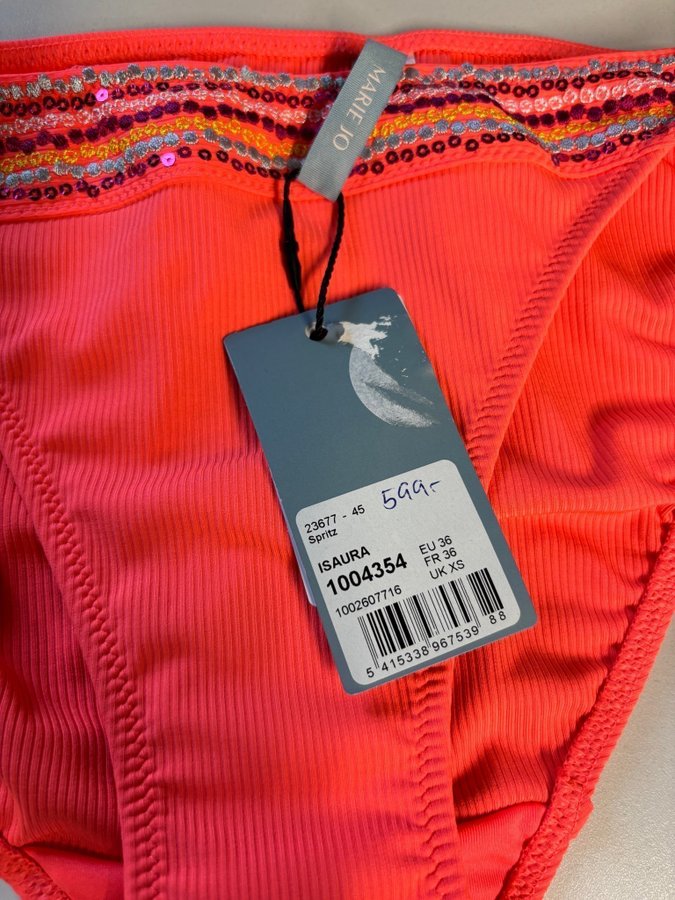 MARIE JO
23677 - 45
599.-
Spritz
ISAURA
1004354
EU 36
FR 36
UK XS
1002607716
5 415338 967539 88